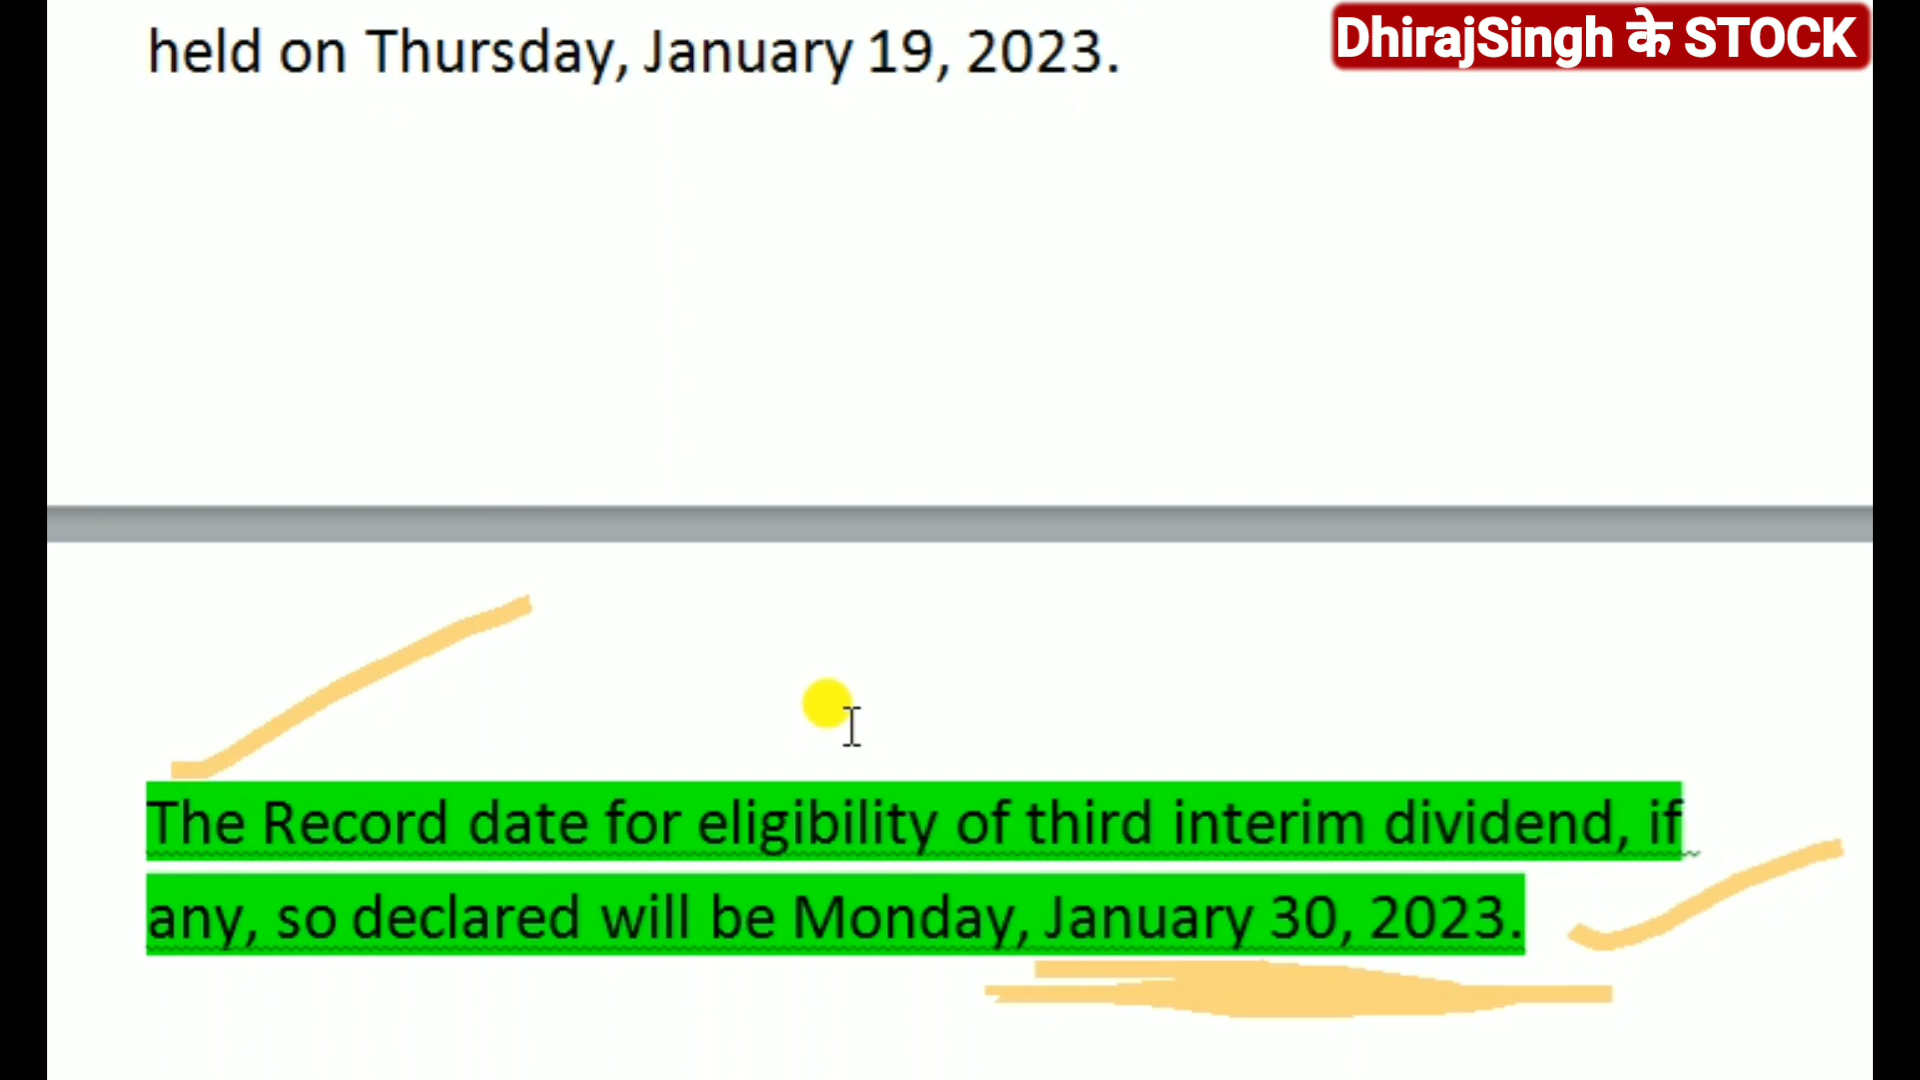 DhirajSingh के STOCK
held on Thursday, January 19, 2023.
The Record date for eligibility of third interim dividend, if
any, so declared will be Monday, January 30, 2023.